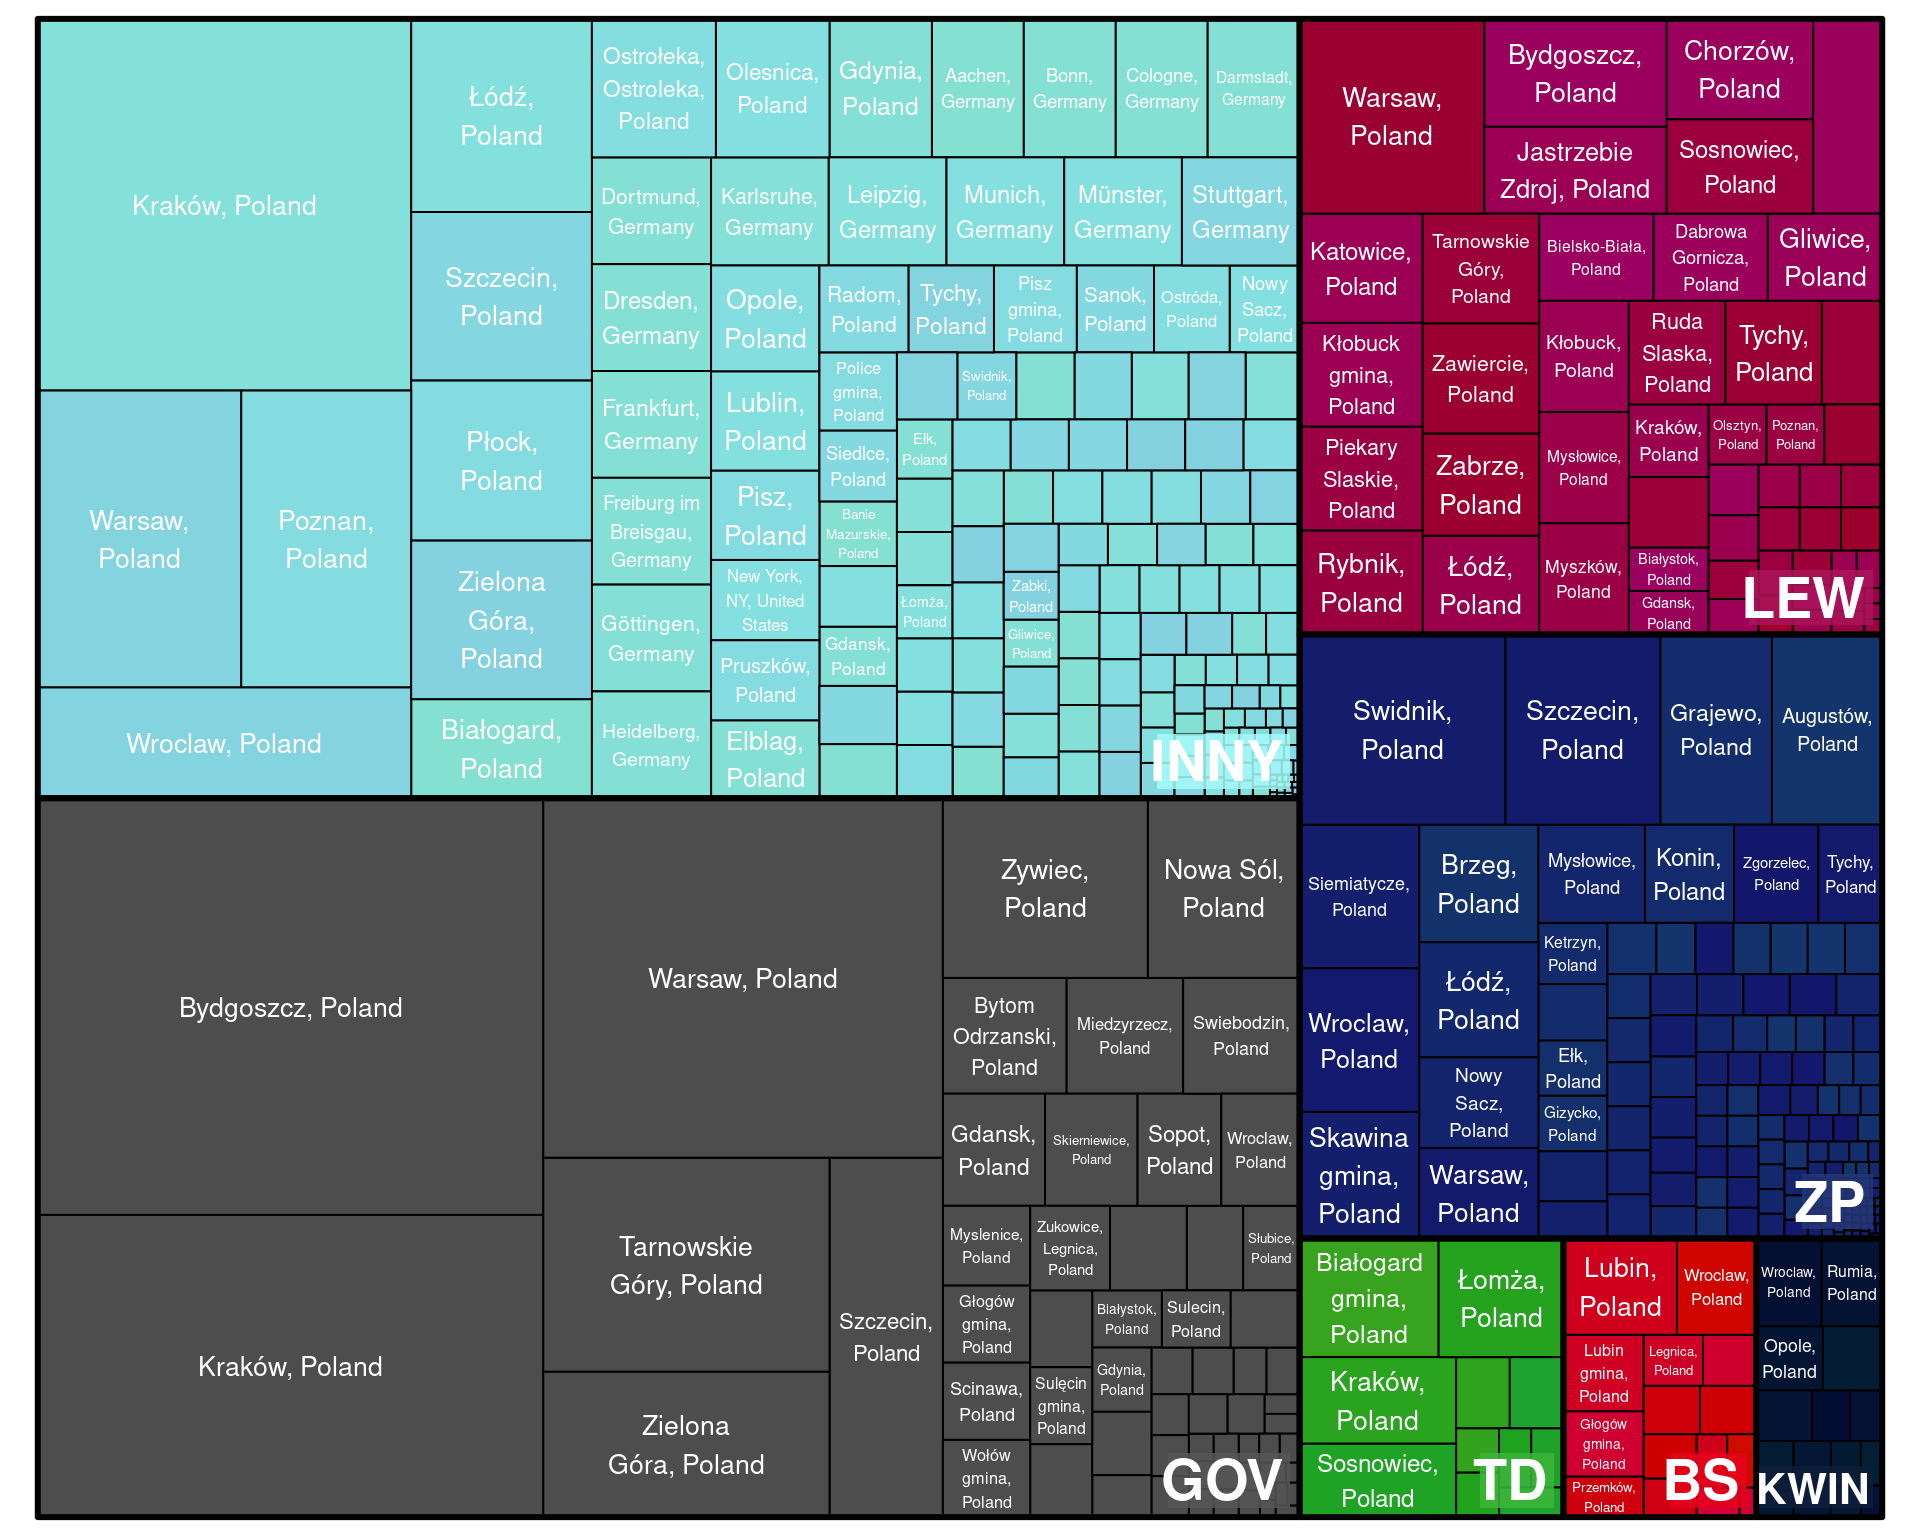 Kraków, Poland
Łódź,
Poland
Szczecin,
Poland
Płock,
Poland
Warsaw,
Poland
Poznan,
Poland
Zielona
Góra,
Poland
Wroclaw, Poland
Białogard,
Poland
Ostrołeka,
Ostroleka,
Poland
Olesnica,
Poland
Gdynia,
Poland
Aachen,
Germany
Bonn,
Germany
Cologne,
Germany
Darmstadt,
Germany
Dortmund,
Germany
Karlsruhe,
Germany
Leipzig,
Germany
Munich,
Germany
Münster,
Germany
Stuttgart,
Germany
Dresden,
Germany
Frankfurt,
Germany
Freiburg im
Breisgau,
Germany
Göttingen,
Germany
Heidelberg,
Germany
Opole,
Poland
Lublin,
Poland
Pisz,
Poland
New York,
NY, United
States
Pruszków,
Poland
Elblag,
Poland
Radom,
Poland
Tychy,
Poland
Pisz
gmina,
Poland
Sanok,
Poland
Ostróda,
Poland
Nowy
Sacz,
Poland
Police
gmina,
Poland
Swidnik,
Poland
Siedlce,
Poland
Ełk,
Poland
Banie
Mazurskie,
Poland
Gdansk,
Poland
Łomża,
Poland
Zabki,
Poland
Gliwice,
Poland
INNY
Warsaw,
Poland
Bydgoszcz,
Poland
Chorzów,
Poland
Jastrzebie
Zdroj, Poland
Sosnowiec,
Poland
Katowice,
Poland
Tarnowskie
Góry,
Poland
Bielsko-Biała,
Poland
Dabrowa
Gornicza,
Poland
Gliwice,
Poland
Kłobuck
gmina,
Poland
Zawiercie,
Poland
Kłobuck,
Poland
Ruda
Slaska,
Poland
Tychy,
Poland
Piekary
Slaskie,
Poland
Zabrze,
Poland
Mysłowice,
Poland
Kraków,
Poland
Olsztyn,
Poland
Poznan,
Poland
Rybnik,
Poland
Łódź,
Poland
Myszków,
Poland
Białystok,
Poland
Gdansk,
Poland
LEW
Bydgoszcz, Poland
Kraków, Poland
Warsaw, Poland
Tarnowskie
Góry, Poland
Zielona
Góra, Poland
Szczecin,
Poland
Zywiec,
Poland
Nowa Sól,
Poland
Bytom
Odrzanski,
Poland
Miedzyrzecz,
Poland
Swiebodzin,
Poland
Gdansk,
Poland
Skierniewice,
Poland
Sopot,
Poland
Wroclaw,
Poland
Myslenice,
Poland
Zukowice,
Legnica,
Poland
Słubice,
Poland
Głogów
gmina,
Poland
Białystok,
Poland
Sulecin,
Poland
Scinawa,
Poland
Sulęcin
gmina,
Poland
Gdynia,
Poland
Wołów
gmina,
Poland
GOV
Swidnik,
Poland
Szczecin,
Poland
Grajewo,
Poland
Augustów,
Poland
Siemiatycze,
Poland
Brzeg,
Poland
Mysłowice,
Poland
Konin,
Poland
Zgorzelec,
Poland
Tychy,
Poland
Ketrzyn,
Poland
Wroclaw,
Poland
Łódź,
Poland
Ełk,
Poland
Nowy
Sacz,
Poland
Gizycko,
Poland
Skawina
gmina,
Poland
Warsaw,
Poland
ZP
Białogard
gmina,
Poland
Łomża,
Poland
Kraków,
Poland
Sosnowiec,
Poland
TD
Lubin,
Poland
Wroclaw,
Poland
Lubin
gmina,
Poland
Legnica,
Poland
Głogów
gmina,
Poland
Przemków,
Poland
BS
Wroclaw,
Poland
Rumia,
Poland
Opole,
Poland
KWIN